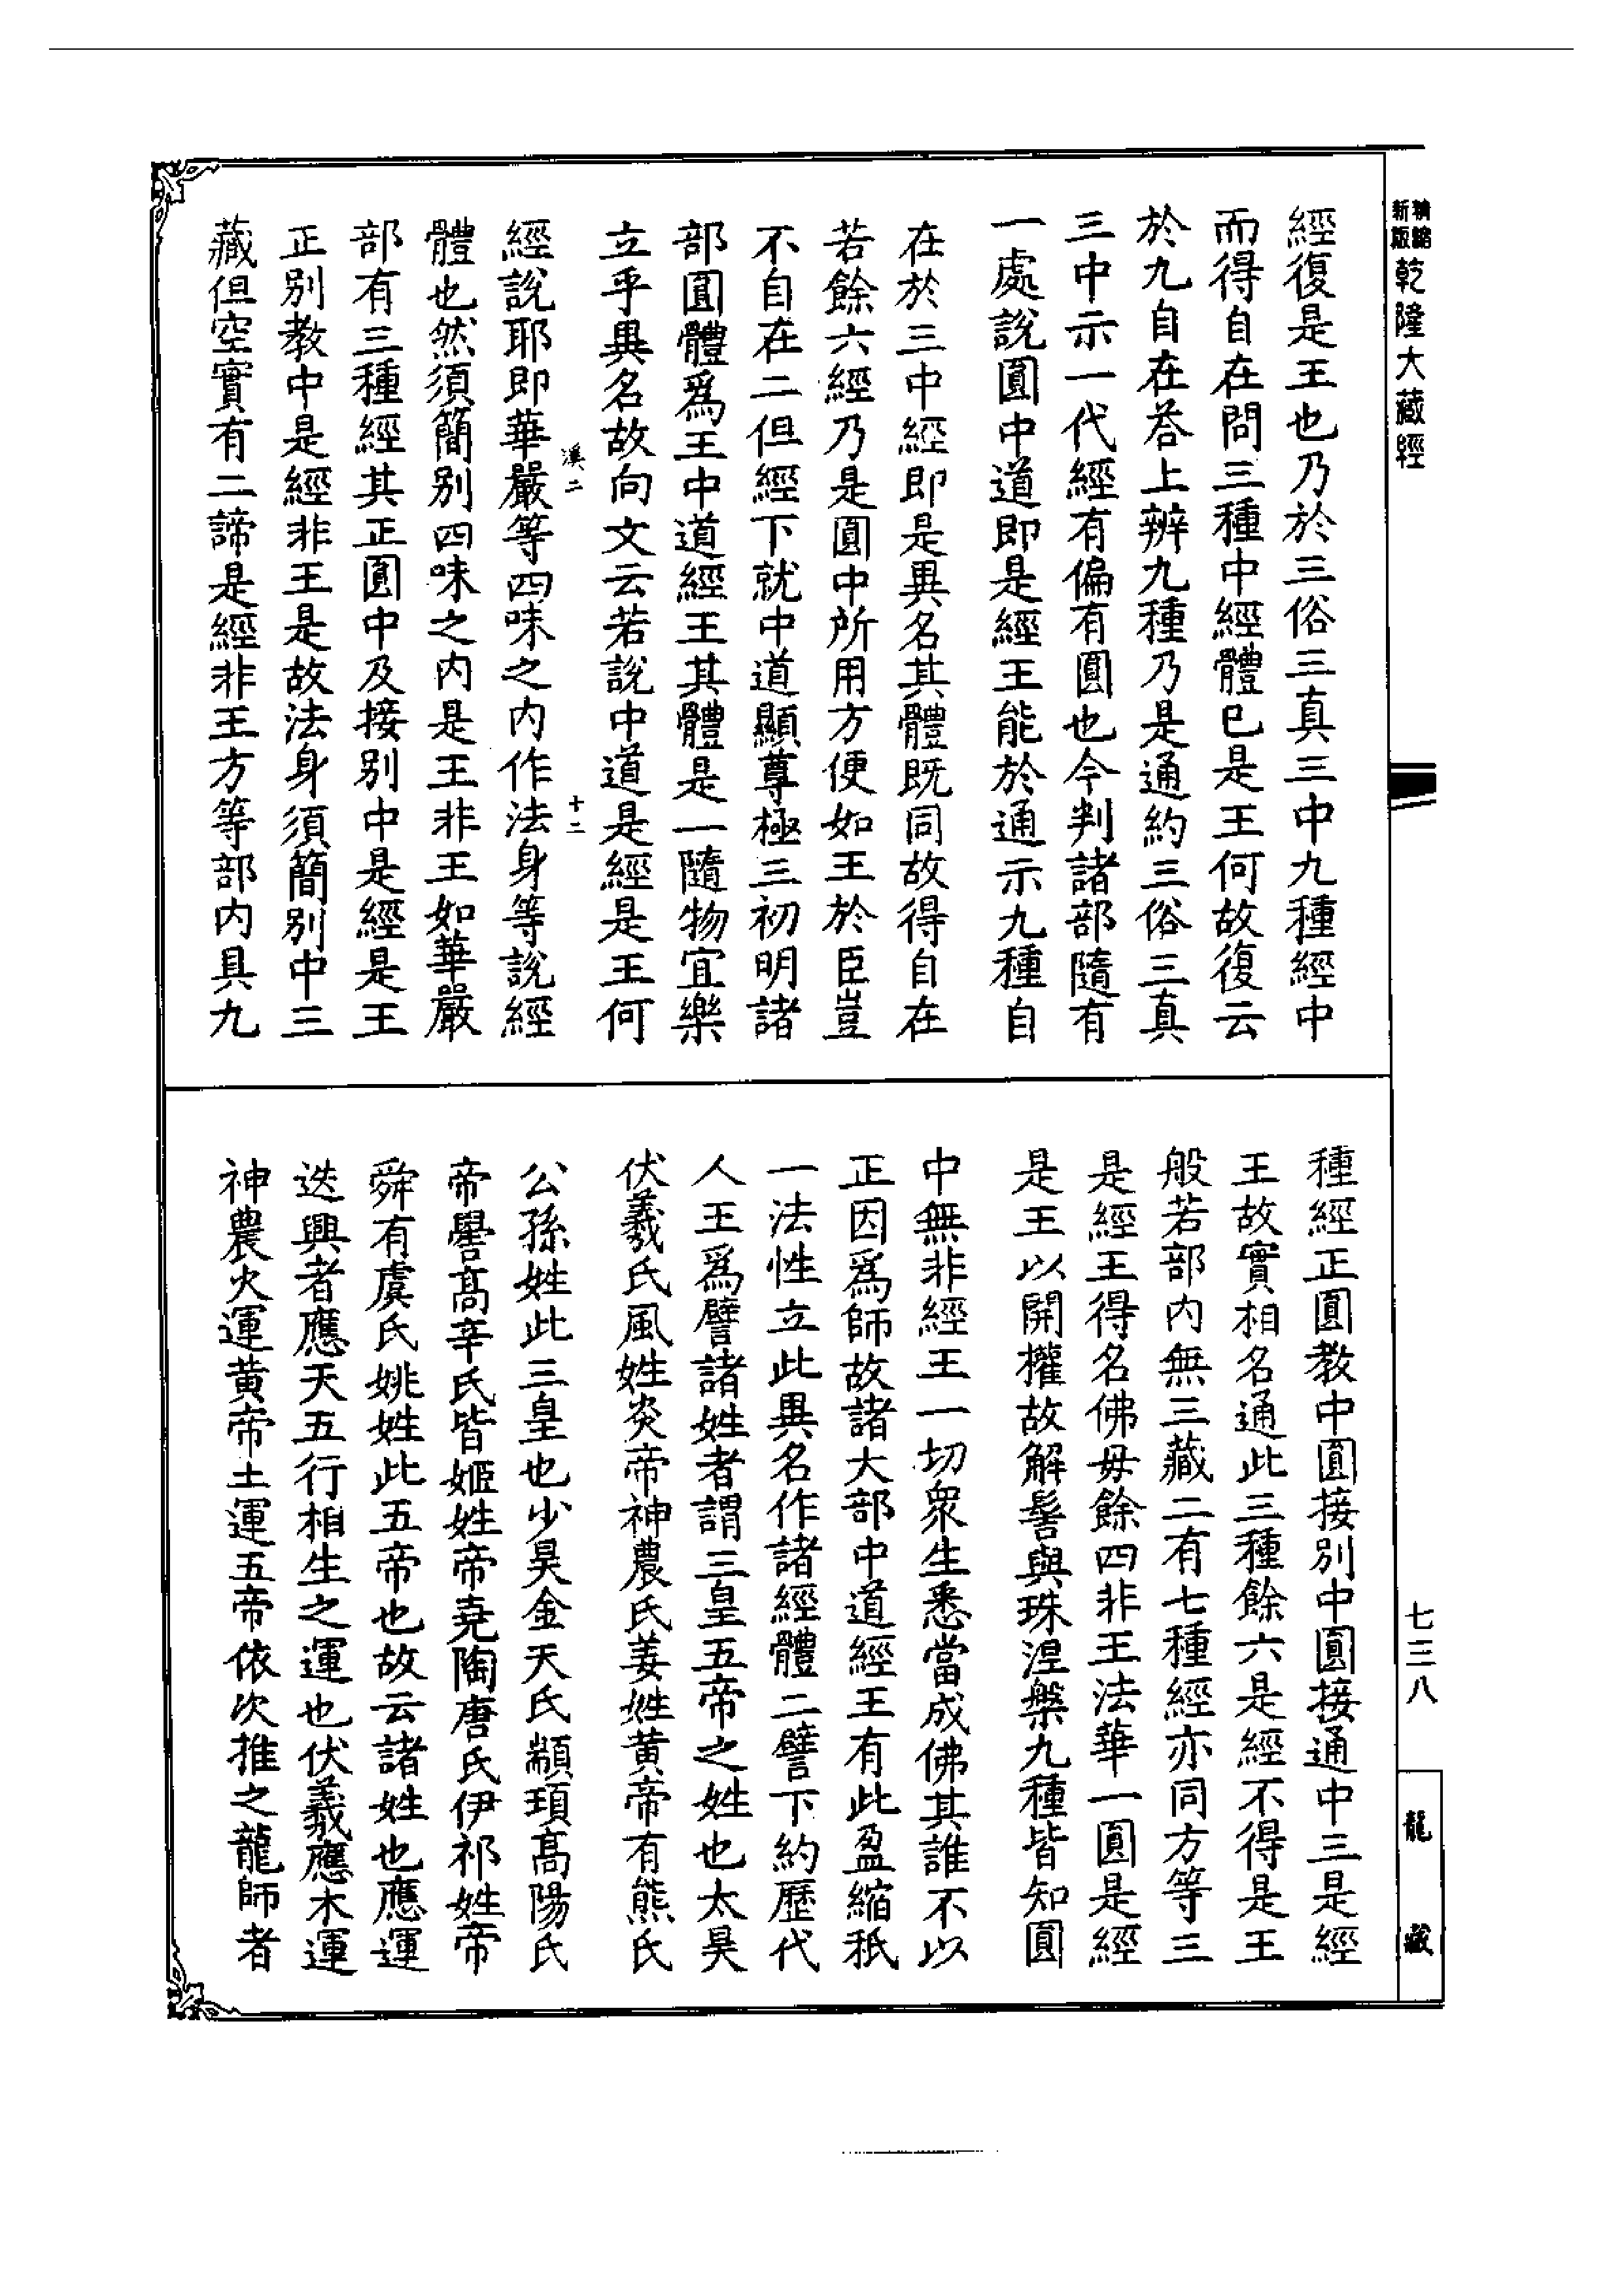 精縮
新版
乾隆大藏經
經復是王也乃於三俗三真三中九種經中
而得自在問三種中經體巳是王何故復云
於九自在荅上辨九種乃是通約三俗三真
三中示一代經有偏有圓也今判諸部隨有
一處說圓中道即是經王能於通示九種自
在於三中經即是異名其體既同故得自在
若餘六經乃是圓中所用方便如王於臣豈
不自在二但經下就中道顯尊極三初明諸
部圓體爲王中道經王其體是一隨物宜樂
立乎異名故向文云若說中道是經是王何
溪二
十二
經說耶即華嚴等四味之內作法身等說經
體也然須簡別四味之內是王非王如華嚴
部有三種經其正圓中及接別中是經是王
正別教中是經非王是故法身須簡別中三
藏但空實有二諦是經非王方等部內具九
種經正圓教中圓接別中圓接通中三是經
王故實相名通此三種餘六是經不得是王
般若部內無三藏二有七種經亦同方等三
是經王得名佛母餘四非王法華一圓是經
是王以開權故解髻與珠涅槃九種皆知圓
中無非經王一切衆生悉當成佛其誰不以
正因爲師故諸大部中道經王有此盈縮秖
一法性立此異名作諸經體二譬下約歷代
人王爲譬諸姓者謂三皇五帝之姓也太昊
伏羲氏風姓炎帝神農氏姜姓黃帝有熊氏
公孫姓此三皇也少昊金天氏顓頊高陽氏
帝嚳高辛氏皆姬姓帝堯陶唐氏伊祁姓帝
舜有虞氏姚姓此五帝也故云諸姓也應運
迭興者應天五行相生之運也伏羲應木運
神農火運黃帝土運五帝依次推之龍師者
七三八
龍藏